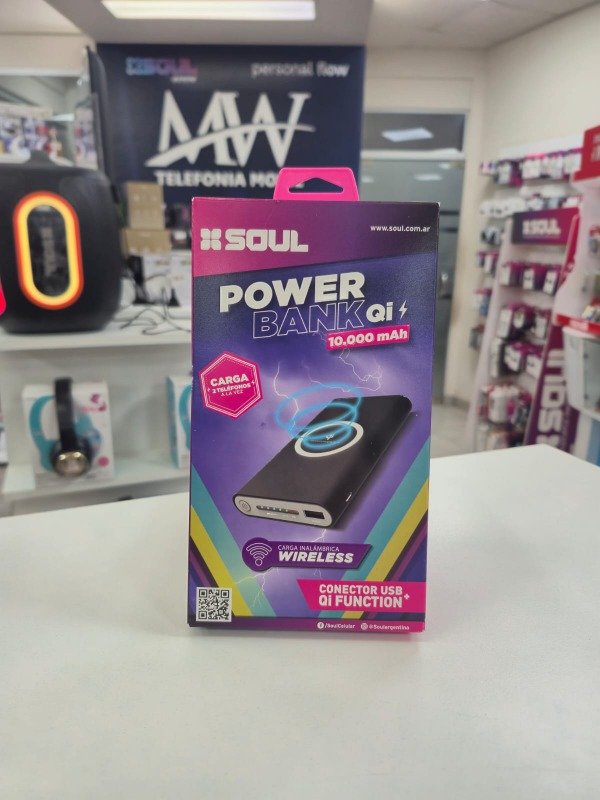 SOUL
personal flow
MW
TELEFONIA MO
SOUL
www.soul.com.ar
POWER
BANK Qi
10.000 mAh
CARGA
2 TELÉFONOS
A LA VEZ
CARGA INALÁMBRICA
WIRELESS
CONECTOR USB
Qi FUNCTION+
/SoulCelular @Soulargentina
SOUL